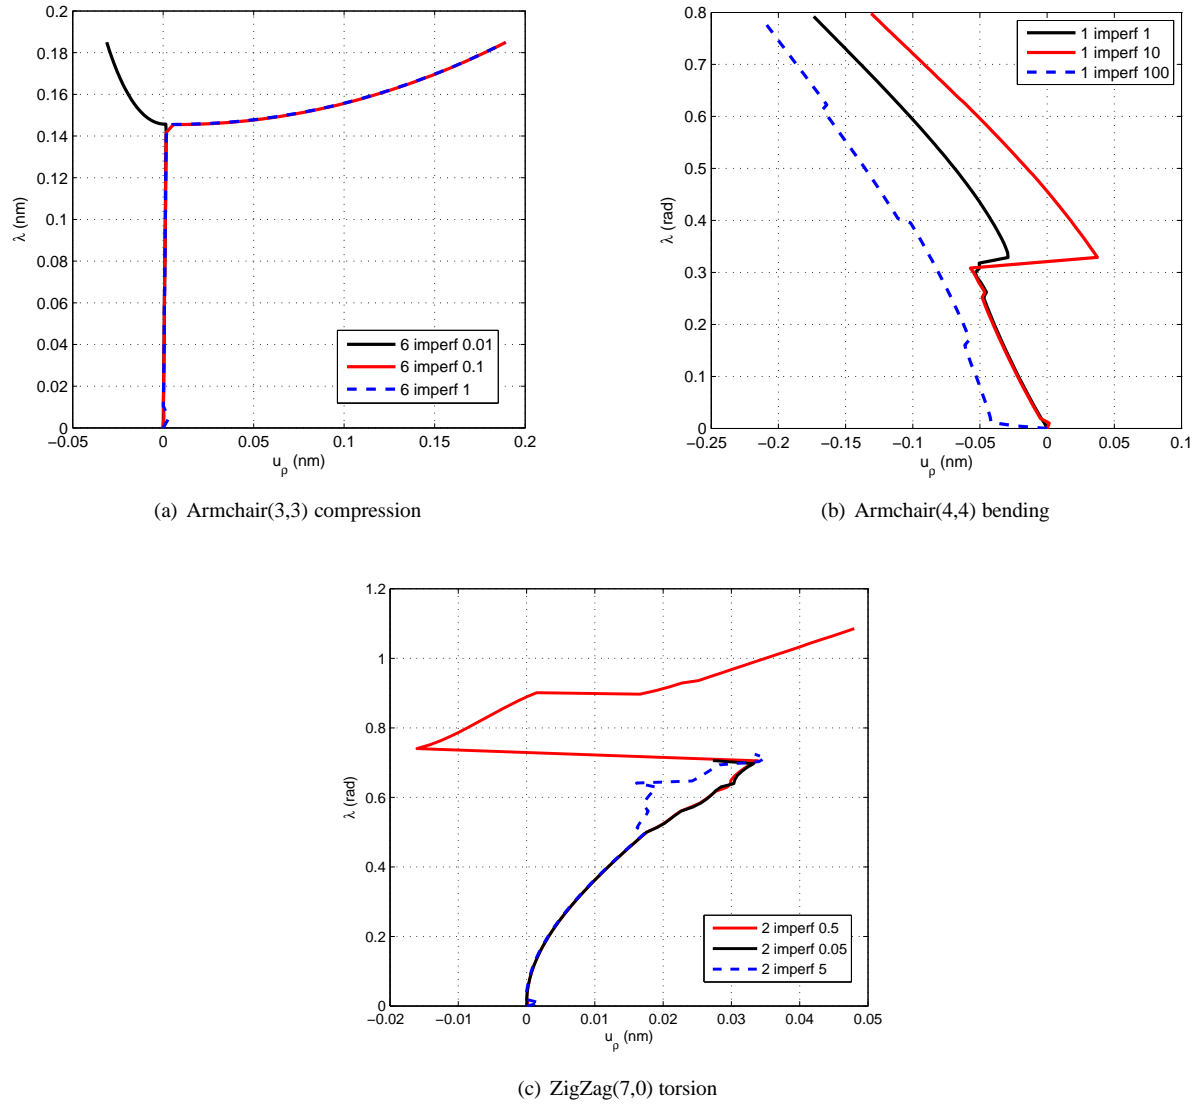 0.2
0.18
0.16
0.14
0.12
0.1
0.08
0.06
0.04
0.02
0
λ (nm)
6 imperf 0.01
6 imperf 0.1
6 imperf 1
−0.05 0 0.05 0.1 0.15 0.2
uρ (nm)
(a) Armchair(3,3) compression
0.8
0.7
0.6
0.5
0.4
0.3
0.2
0.1
0
λ (rad)
1 imperf 1
1 imperf 10
1 imperf 100
−0.25 −0.2 −0.15 −0.1 −0.05 0 0.05 0.1
uρ (nm)
(b) Armchair(4,4) bending
1.2
1
0.8
0.6
0.4
0.2
0
λ (rad)
2 imperf 0.5
2 imperf 0.05
2 imperf 5
−0.02 −0.01 0 0.01 0.02 0.03 0.04 0.05
uρ (nm)
(c) ZigZag(7,0) torsion